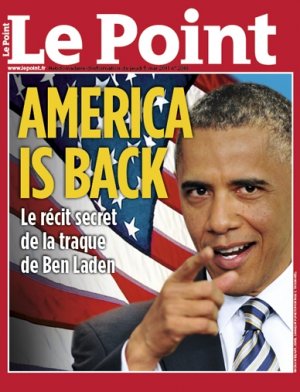 Le Point
Le Point
www.lepoint.fr
AMERICA
IS BACK
Le récit secret
de la traque
de Ben Laden